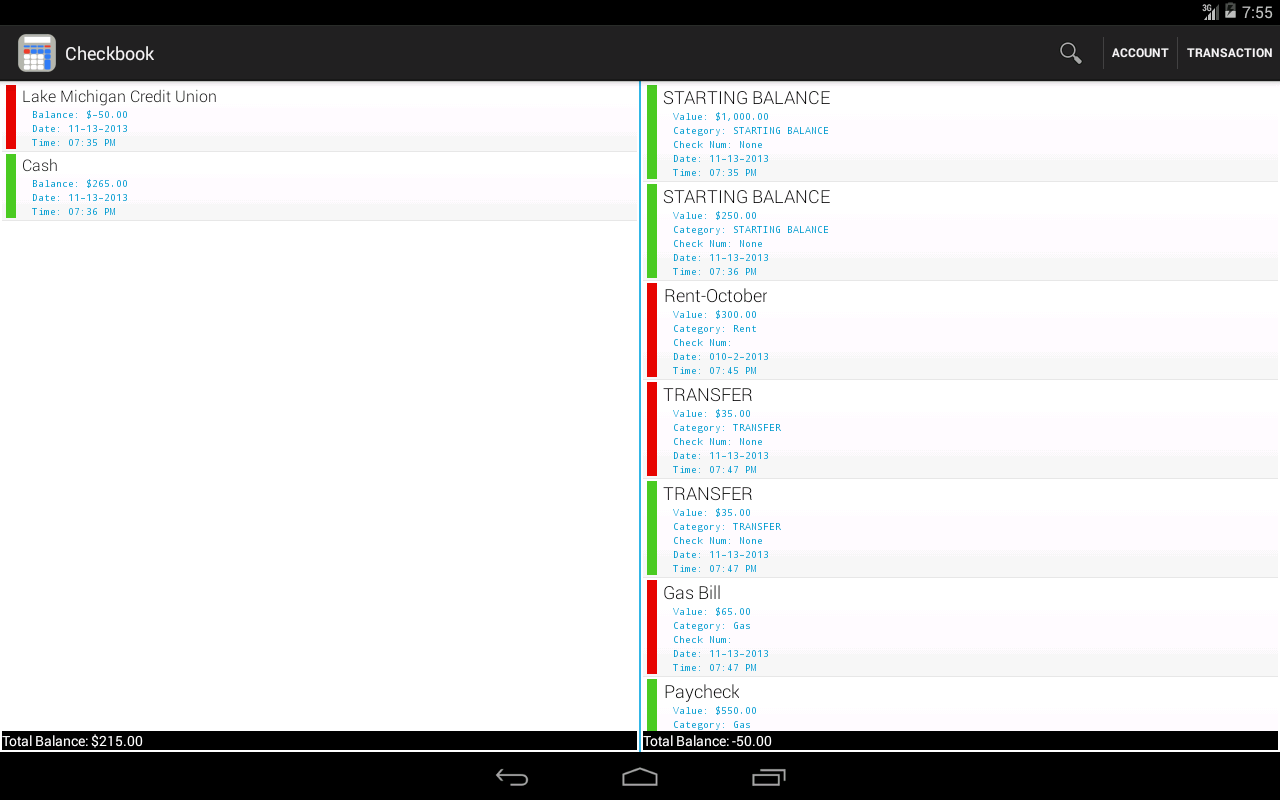 3G 7:55
Checkbook ACCOUNT TRANSACTION
Lake Michigan Credit Union
Balance: $-50.00
Date: 11-13-2013
Time: 07:35 PM
Cash
Balance: $265.00
Date: 11-13-2013
Time: 07:36 PM
Total Balance: $215.00
STARTING BALANCE
Value: $1,000.00
Category: STARTING BALANCE
Check Num: None
Date: 11-13-2013
Time: 07:35 PM
STARTING BALANCE
Value: $250.00
Category: STARTING BALANCE
Check Num: None
Date: 11-13-2013
Time: 07:36 PM
Rent-October
Value: $300.00
Category: Rent
Check Num:
Date: 010-2-2013
Time: 07:45 PM
TRANSFER
Value: $35.00
Category: TRANSFER
Check Num: None
Date: 11-13-2013
Time: 07:47 PM
TRANSFER
Value: $35.00
Category: TRANSFER
Check Num: None
Date: 11-13-2013
Time: 07:47 PM
Gas Bill
Value: $65.00
Category: Gas
Check Num:
Date: 11-13-2013
Time: 07:47 PM
Paycheck
Value: $550.00
Category: Gas
Total Balance: -50.00